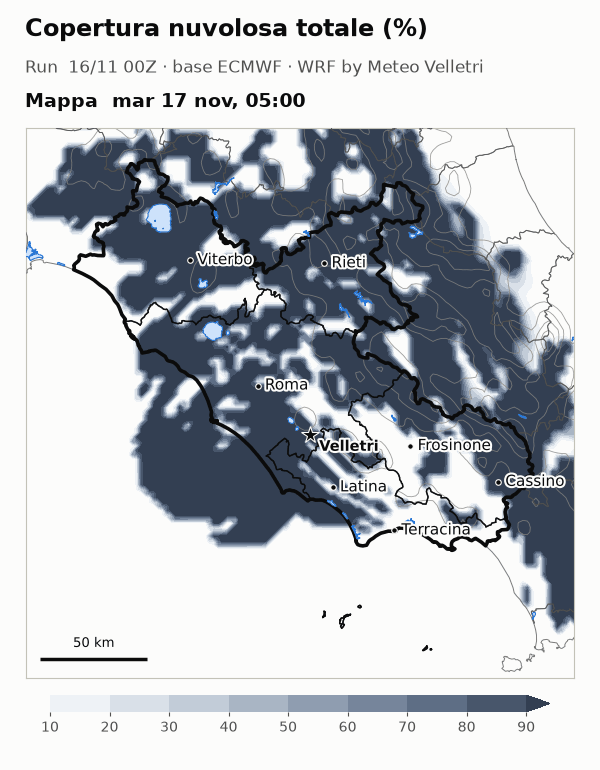 Copertura nuvolosa totale (%)
Run 16/11 00Z · base ECMWF · WRF by Meteo Velletri
Mappa mar 17 nov, 05:00
Viterbo
Rieti
Roma
Velletri
Frosinone
Latina
Cassino
Terracina
50 km
10 20 30 40 50 60 70 80 90